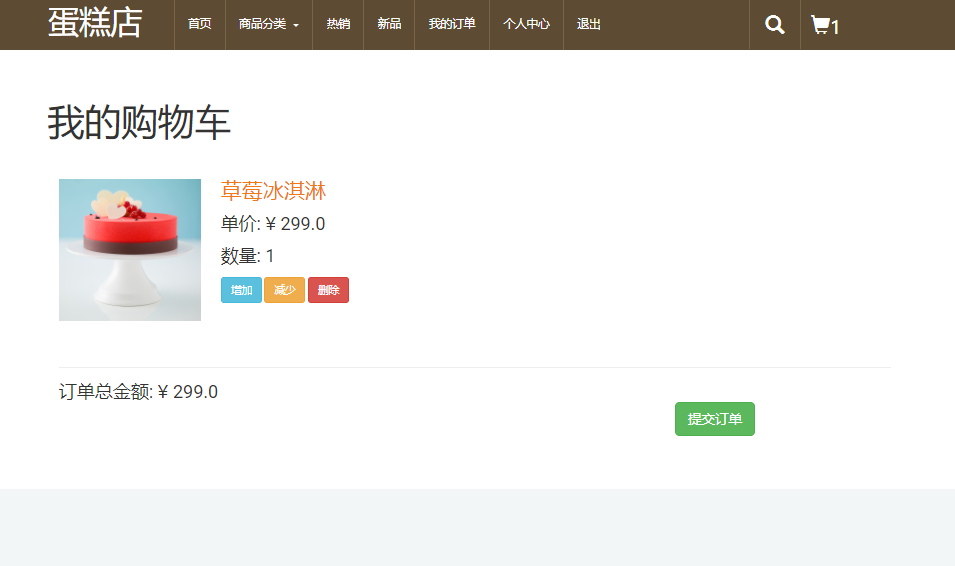 蛋糕店 首页 商品分类 热销 新品 我的订单 个人中心 退出 1
我的购物车
草莓冰淇淋
单价: ¥ 299.0
数量: 1
增加 减少 删除
订单总金额: ¥ 299.0
提交订单